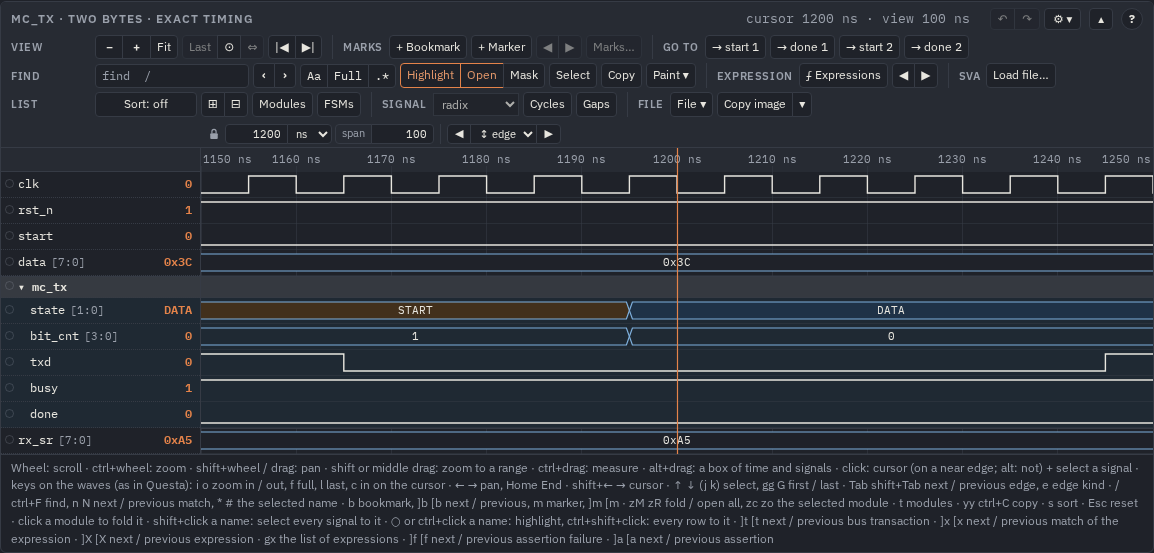 MC_TX · TWO BYTES · EXACT TIMING cursor 1200 ns · view 100 ns ↶ ↷ ⚙ ▾ ▲ ?
VIEW − + Fit Last ⊙ ⇔ |◀ ▶| MARKS + Bookmark + Marker ◀ ▶ Marks… GO TO → start 1 → done 1 → start 2 → done 2
FIND find / ‹ › Aa Full .* Highlight Open Mask Select Copy Paint ▾ EXPRESSION ⨍ Expressions ◀ ▶ SVA Load file…
LIST Sort: off ⊞ ⊟ Modules FSMs SIGNAL radix Cycles Gaps FILE File ▾ Copy image ▾
1200 ns span 100 ◀ ↕ edge ▶
1150 ns 1160 ns 1170 ns 1180 ns 1190 ns 1200 ns 1210 ns 1220 ns 1230 ns 1240 ns 1250 ns
clk 0
rst_n 1
start 0
data [7:0] 0x3C 0x3C
▾ mc_tx
state [1:0] DATA START DATA
bit_cnt [3:0] 0 1 0
txd 0
busy 1
done 0
rx_sr [7:0] 0xA5 0xA5
Wheel: scroll · ctrl+wheel: zoom · shift+wheel / drag: pan · shift or middle drag: zoom to a range · ctrl+drag: measure · alt+drag: a box of time and signals · click: cursor (on a near edge; alt: not) + select a signal ·
keys on the waves (as in Questa): i o zoom in / out, f full, l last, c in on the cursor · ← → pan, Home End · shift+← → cursor · ↑ ↓ (j k) select, gg G first / last · Tab shift+Tab next / previous edge, e edge kind · /
ctrl+F find, n N next / previous match, * # the selected name · b bookmark, ]b [b next / previous, m marker, ]m [m · zM zR fold / open all, zc zo the selected module · t modules · yy ctrl+C copy · s sort · Esc reset
· click a module to fold it · shift+click a name: select every signal to it · ○ or ctrl+click a name: highlight, ctrl+shift+click: every row to it · ]t [t next / previous bus transaction · ]x [x next / previous match of the
expression · ]X [X next / previous expression · gx the list of expressions · ]f [f next / previous assertion failure · ]a [a next / previous assertion